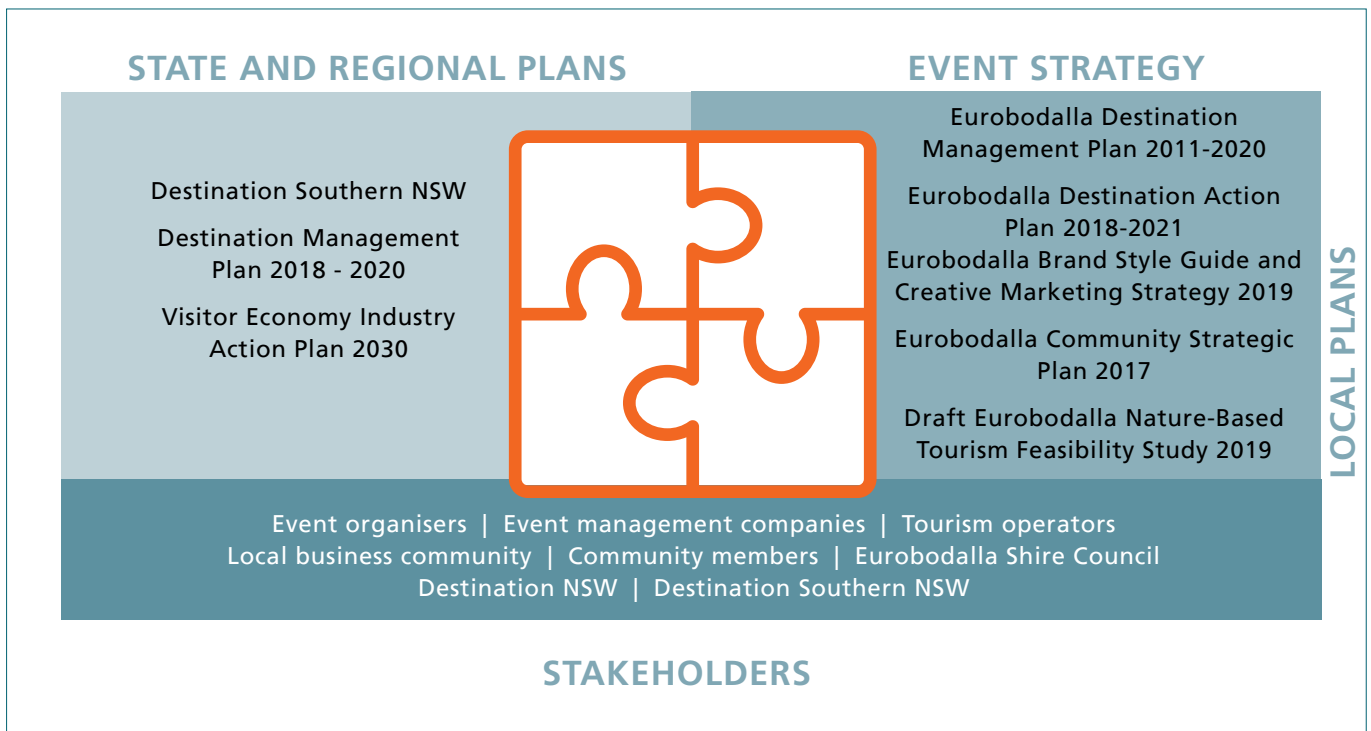 STATE AND REGIONAL PLANS
Destination Southern NSW
Destination Management
Plan 2018 - 2020
Visitor Economy Industry
Action Plan 2030
EVENT STRATEGY
Eurobodalla Destination
Management Plan 2011-2020
Eurobodalla Destination Action
Plan 2018-2021
Eurobodalla Brand Style Guide and
Creative Marketing Strategy 2019
Eurobodalla Community Strategic
Plan 2017
Draft Eurobodalla Nature-Based
Tourism Feasibility Study 2019
LOCAL PLANS
Event organisers | Event management companies | Tourism operators
Local business community | Community members | Eurobodalla Shire Council
Destination NSW | Destination Southern NSW
STAKEHOLDERS